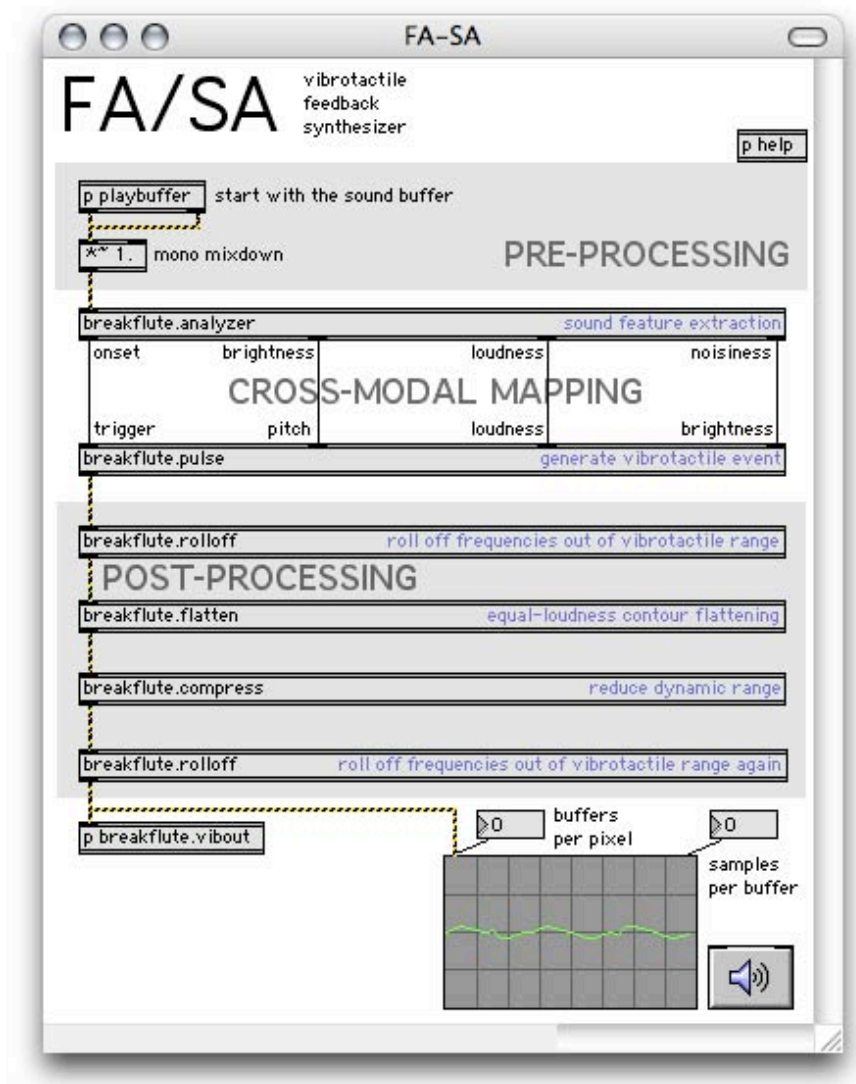 FA-SA
FA/SA
vibrotactile
feedback
synthesizer
p help
p playbuffer start with the sound buffer
*~ 1. mono mixdown
PRE-PROCESSING
breakflute.analyzer sound feature extraction
onset brightness loudness noisiness
CROSS-MODAL MAPPING
trigger pitch loudness brightness
breakflute.pulse generate vibrotactile event
breakflute.rolloff roll off frequencies out of vibrotactile range
POST-PROCESSING
breakflute.flatten equal-loudness contour flattening
breakflute.compress reduce dynamic range
breakflute.rolloff roll off frequencies out of vibrotactile range again
p breakflute.vibout
0
buffers
per pixel
0
samples
per buffer